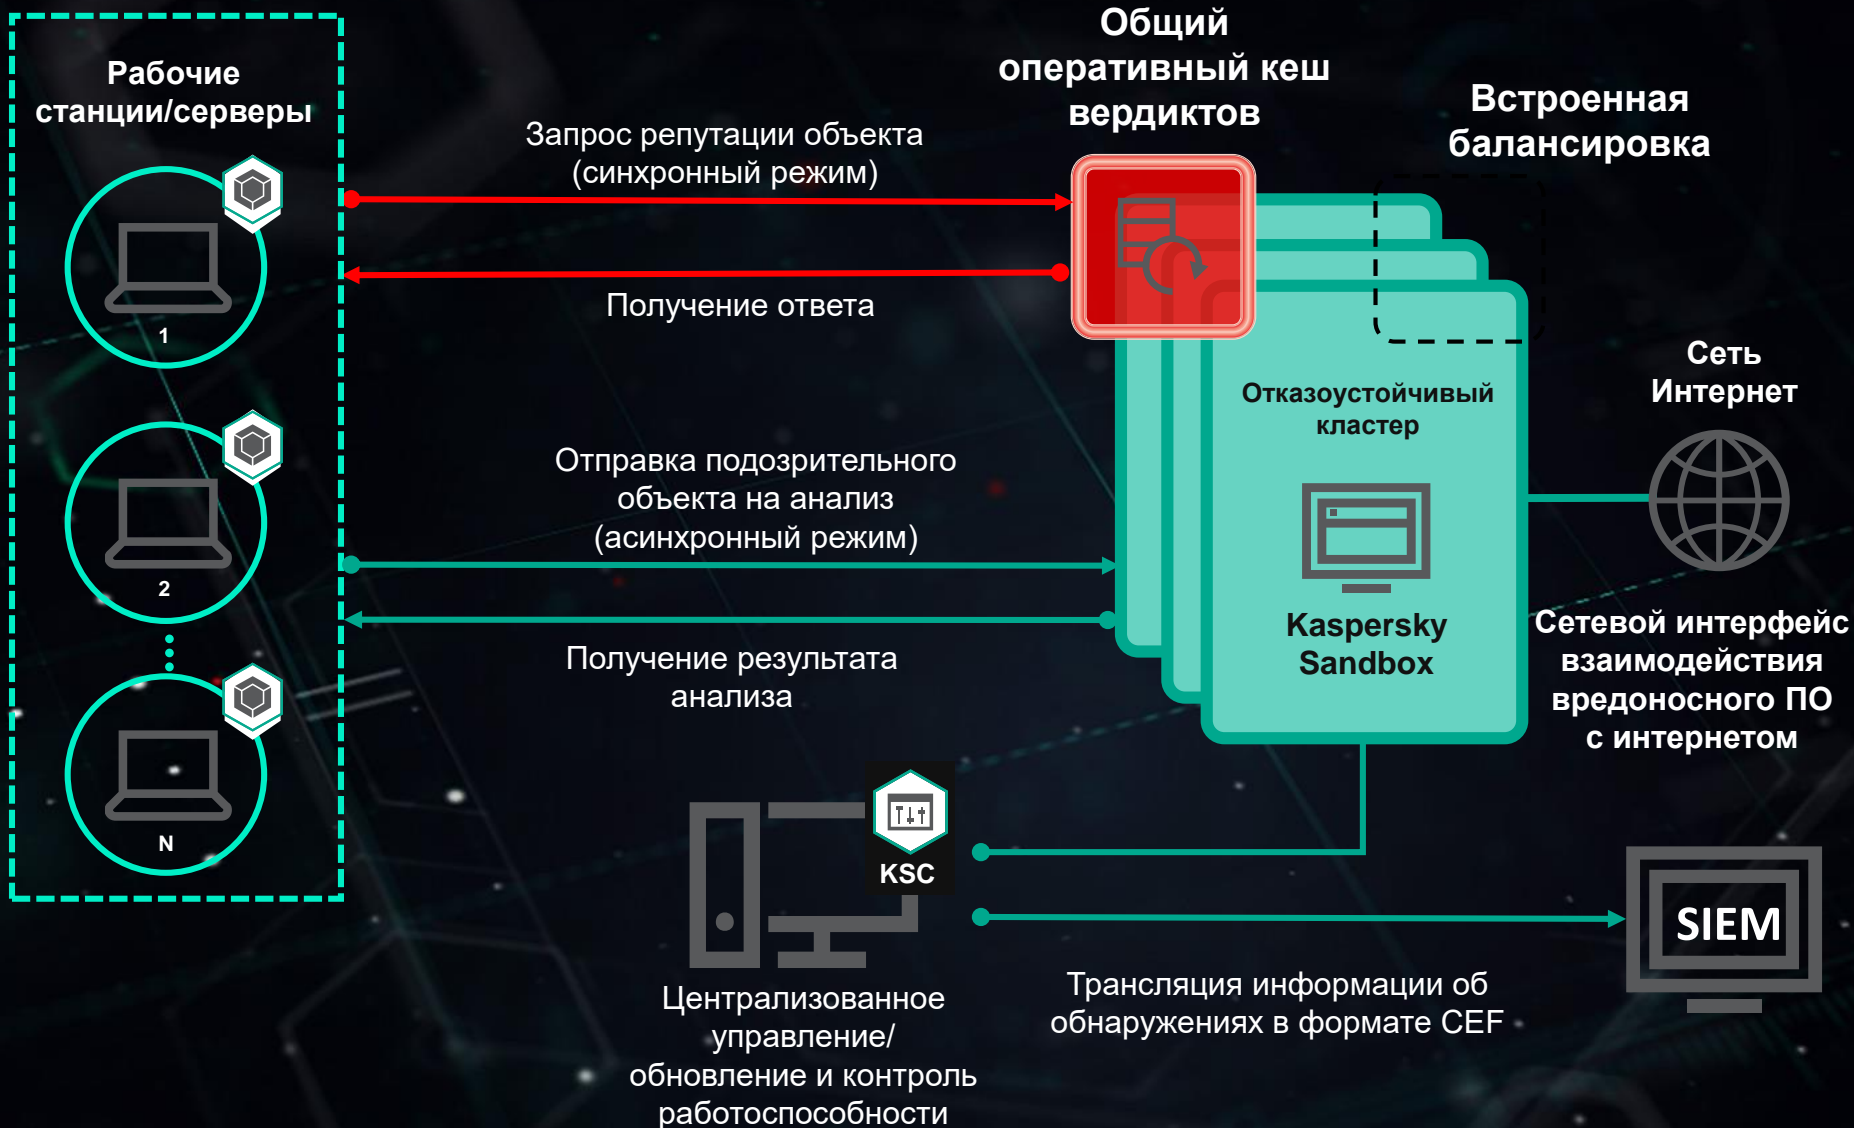 Рабочие
станции/серверы
1
2
N
Запрос репутации объекта
(синхронный режим)
Получение ответа
Отправка подозрительного
объекта на анализ
(асинхронный режим)
Получение результата
анализа
Общий
оперативный кеш
вердиктов
Встроенная
балансировка
Отказоустойчивый
кластер
Kaspersky
Sandbox
Сеть
Интернет
Сетевой интерфейс
взаимодействия
вредоносного ПО
с интернетом
KSC
Централизованное
управление/
обновление и контроль
работоспособности
Трансляция информации об
обнаружениях в формате CEF
SIEM